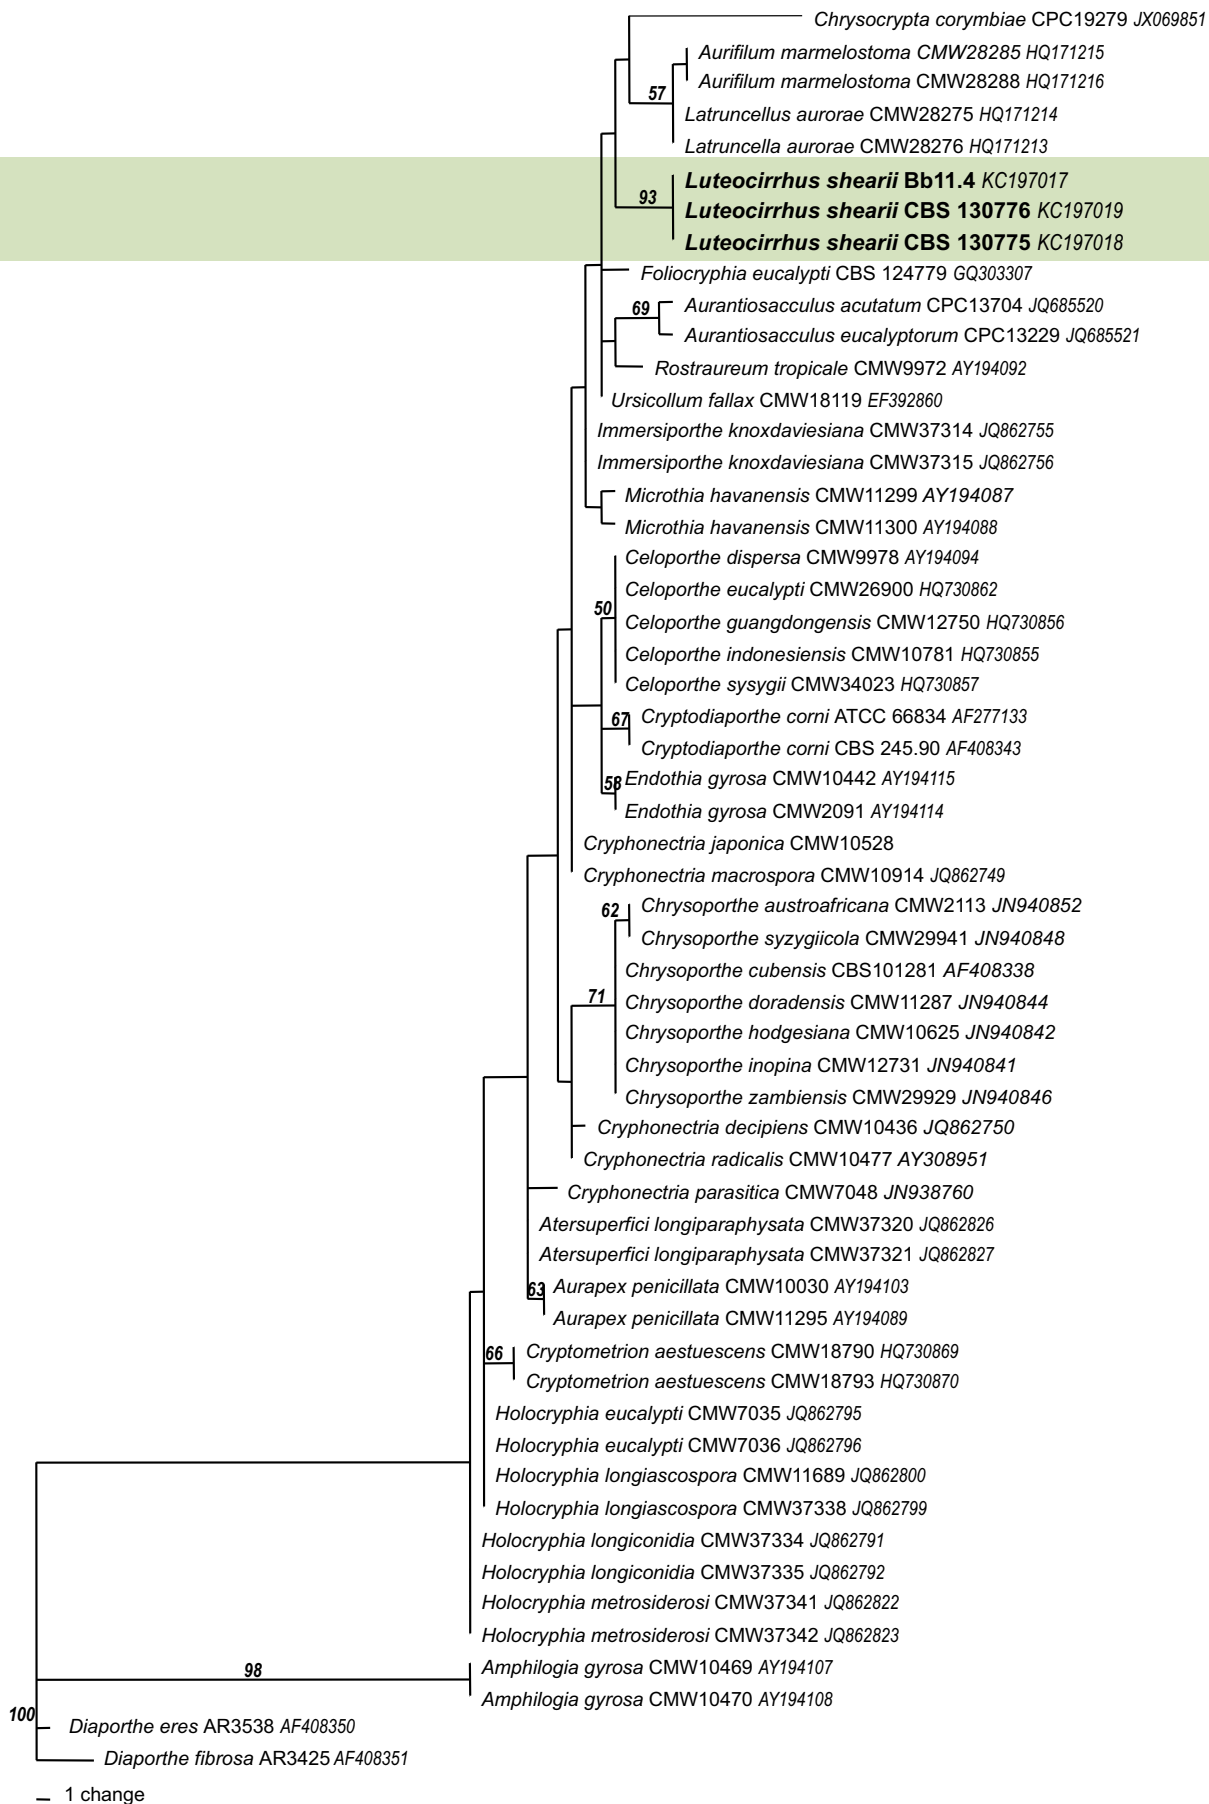 Chrysocrypta corymbiae CPC19279 JX069851
Aurifilum marmelostoma CMW28285 HQ171215
Aurifilum marmelostoma CMW28288 HQ171216
57
Latruncellus aurorae CMW28275 HQ171214
Latruncella aurorae CMW28276 HQ171213
Luteocirrhus shearii Bb11.4 KC197017
93
Luteocirrhus shearii CBS 130776 KC197019
Luteocirrhus shearii CBS 130775 KC197018
Foliocryphia eucalypti CBS 124779 GQ303307
Aurantiosacculus acutatum CPC13704 JQ685520
69
Aurantiosacculus eucalyptorum CPC13229 JQ685521
Rostraureum tropicale CMW9972 AY194092
Ursicollum fallax CMW18119 EF392860
Immersiporthe knoxdaviesiana CMW37314 JQ862755
Immersiporthe knoxdaviesiana CMW37315 JQ862756
Microthia havanensis CMW11299 AY194087
Microthia havanensis CMW11300 AY194088
Celoporthe dispersa CMW9978 AY194094
Celoporthe eucalypti CMW26900 HQ730862
50
Celoporthe guangdongensis CMW12750 HQ730856
Celoporthe indonesiensis CMW10781 HQ730855
Celoporthe sysygii CMW34023 HQ730857
67
Cryptodiaporthe corni ATCC 66834 AF277133
Cryptodiaporthe corni CBS 245.90 AF408343
58
Endothia gyrosa CMW10442 AY194115
Endothia gyrosa CMW2091 AY194114
Cryphonectria japonica CMW10528
Cryphonectria macrospora CMW10914 JQ862749
62
Chrysoporthe austroafricana CMW2113 JN940852
Chrysoporthe syzygiicola CMW29941 JN940848
Chrysoporthe cubensis CBS101281 AF408338
71
Chrysoporthe doradensis CMW11287 JN940844
Chrysoporthe hodgesiana CMW10625 JN940842
Chrysoporthe inopina CMW12731 JN940841
Chrysoporthe zambiensis CMW29929 JN940846
Cryphonectria decipiens CMW10436 JQ862750
Cryphonectria radicalis CMW10477 AY308951
Cryphonectria parasitica CMW7048 JN938760
Atersuperfici longiparaphysata CMW37320 JQ862826
Atersuperfici longiparaphysata CMW37321 JQ862827
63
Aurapex penicillata CMW10030 AY194103
Aurapex penicillata CMW11295 AY194089
66
Cryptometrion aestuescens CMW18790 HQ730869
Cryptometrion aestuescens CMW18793 HQ730870
Holocryphia eucalypti CMW7035 JQ862795
Holocryphia eucalypti CMW7036 JQ862796
Holocryphia longiascospora CMW11689 JQ862800
Holocryphia longiascospora CMW37338 JQ862799
Holocryphia longiconidia CMW37334 JQ862791
Holocryphia longiconidia CMW37335 JQ862792
Holocryphia metrosiderosi CMW37341 JQ862822
Holocryphia metrosiderosi CMW37342 JQ862823
98
Amphilogia gyrosa CMW10469 AY194107
Amphilogia gyrosa CMW10470 AY194108
100
Diaporthe eres AR3538 AF408350
Diaporthe fibrosa AR3425 AF408351
1 change